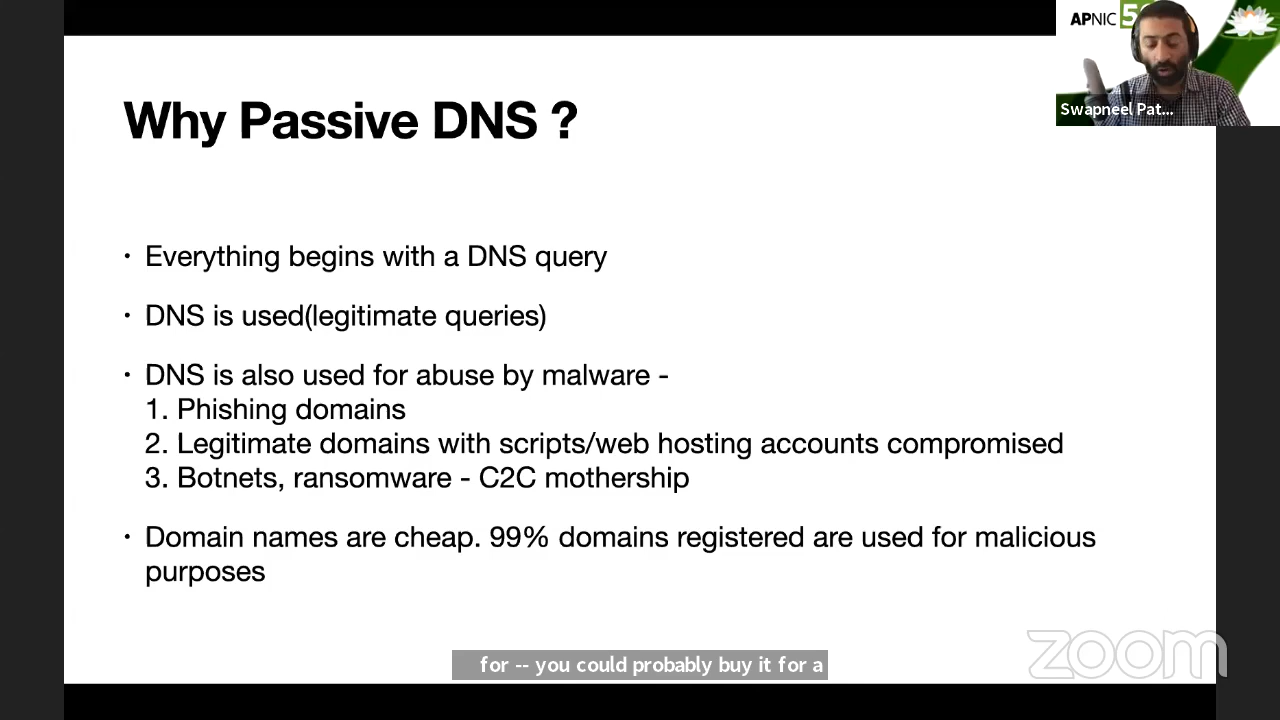 APNIC 5
Swapneel Pat...
Why Passive DNS ?
• Everything begins with a DNS query
• DNS is used(legitimate queries)
• DNS is also used for abuse by malware -
1. Phishing domains
2. Legitimate domains with scripts/web hosting accounts compromised
3. Botnets, ransomware - C2C mothership
• Domain names are cheap. 99% domains registered are used for malicious
purposes
for -- you could probably buy it for a
zoom